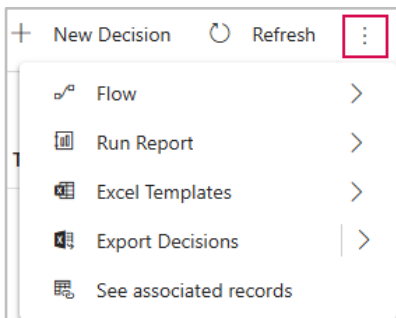 New Decision Refresh
Flow
Run Report
Excel Templates
Export Decisions
See associated records